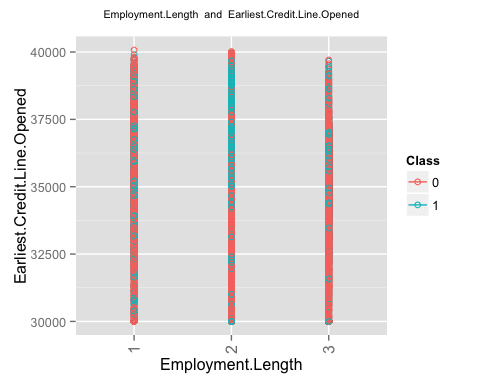 Employment.Length and Earliest.Credit.Line.Opened
40000
37500
35000
32500
30000
Earliest.Credit.Line.Opened
1
2
3
Employment.Length
Class
0
1